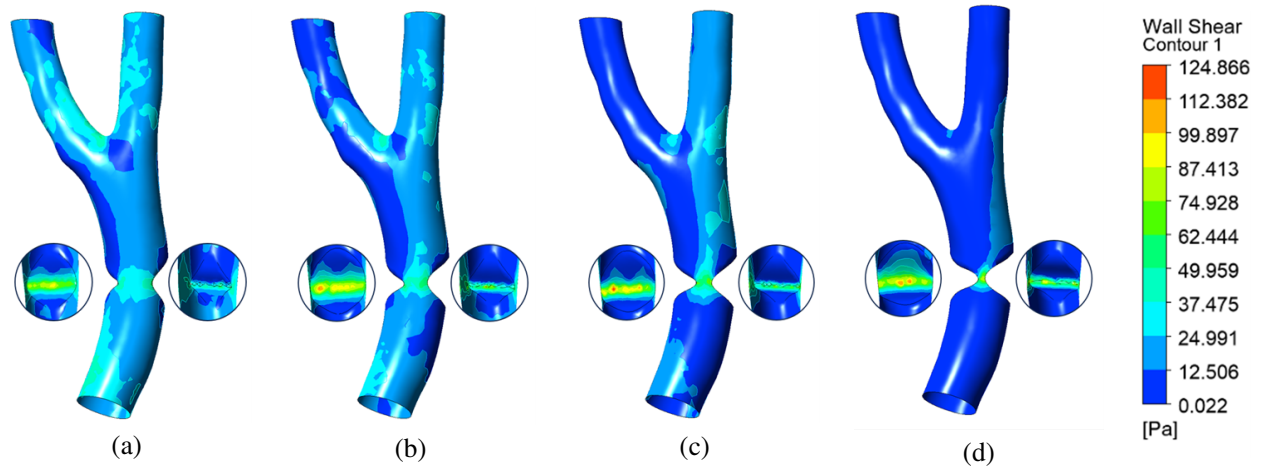 Wall Shear
Contour 1
124.866
112.382
99.897
87.413
74.928
62.444
49.959
37.475
24.991
12.506
0.022
[Pa]
(a)
(b)
(c)
(d)